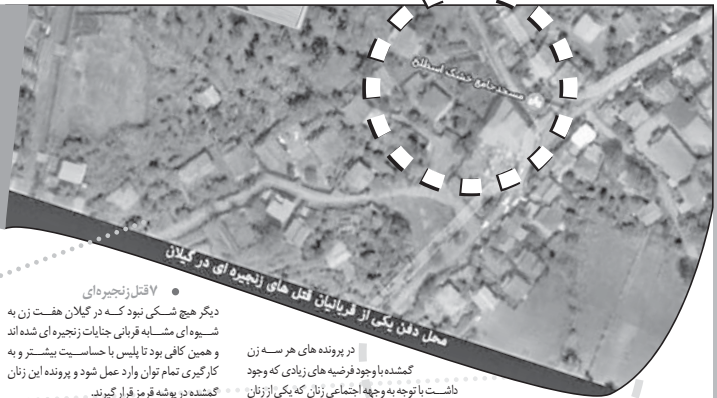 مسجد جامع خشک اسطلخ
محل دفن یکی از قربانیان قتل های زنجیره ای در گیلان
۷قتل‌زنجیره‌ای
دیگر هیچ شــکی نبود کــه در گیلان هفــت زن به
شــیوه ای مشــابه قربانی جنایات زنجیره ای شده اند
و همین کافی بود تا پلیس با حساســیت بیشــتر و به
کارگیری تمام توان وارد عمل شود و پرونده این زنان
گمشده در پوشه قرمز قرار گیرند.
در پرونده های هر ســه زن
گمشده با وجود فرضیه های زیادی که وجود
داشــت با توجه به وجهه اجتماعی زنان که یکی از زنان